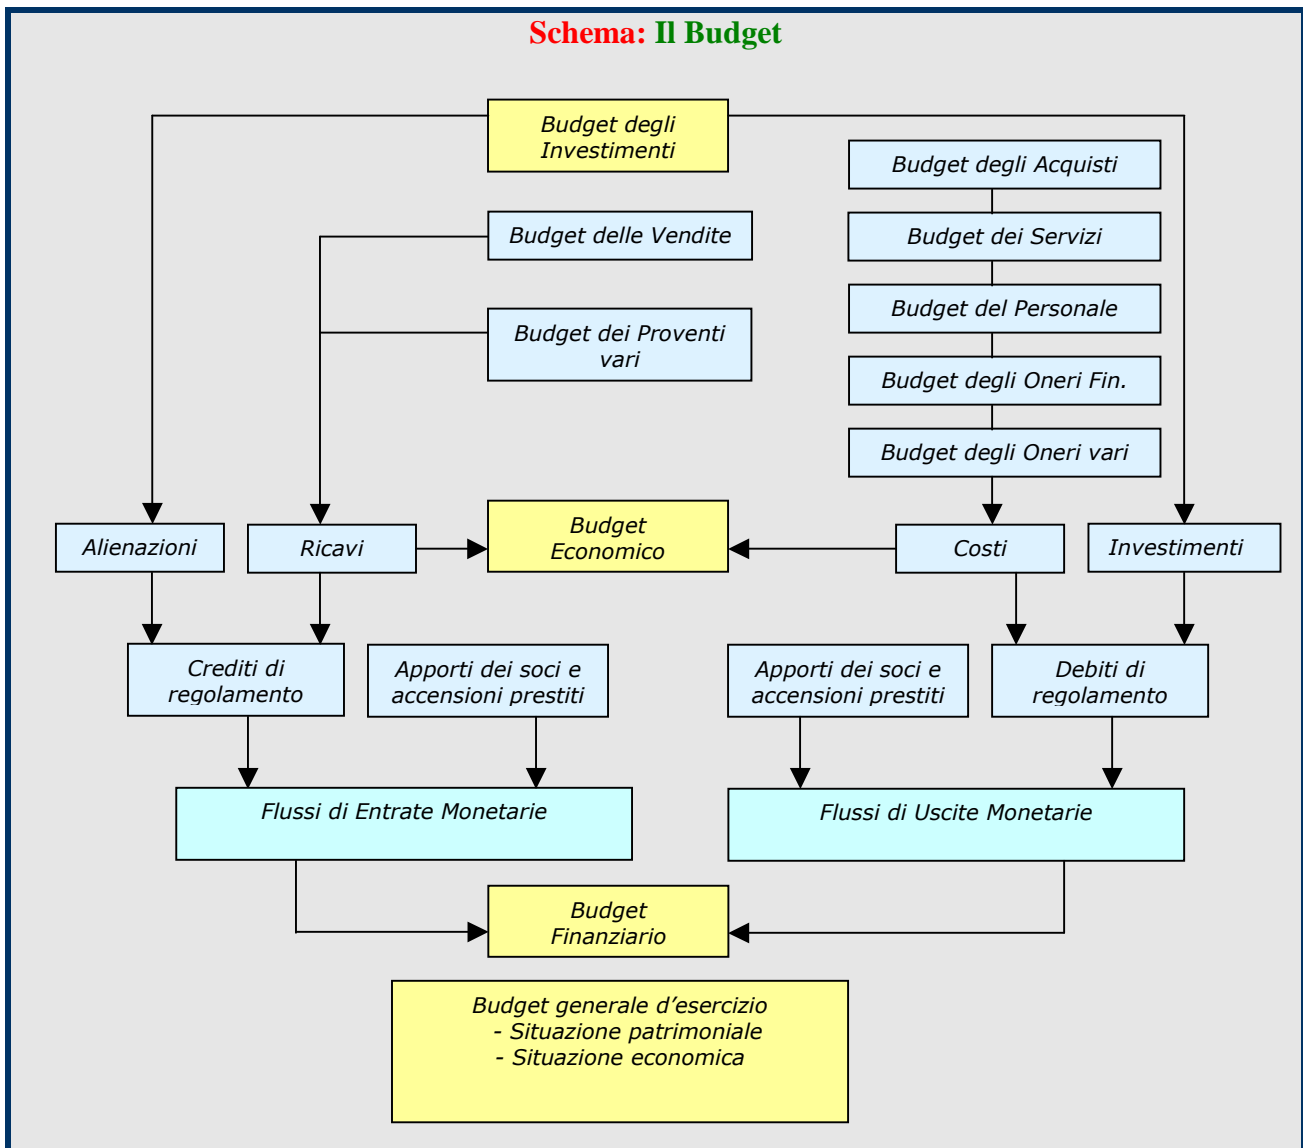 Schema: Il Budget
Budget degli
Investimenti
Budget degli Acquisti
Budget delle Vendite
Budget dei Servizi
Budget del Personale
Budget dei Proventi
vari
Budget degli Oneri Fin.
Budget degli Oneri vari
Alienazioni
Ricavi
Budget
Economico
Costi
Investimenti
Crediti di
regolamento
Apporti dei soci e
accensioni prestiti
Apporti dei soci e
accensioni prestiti
Debiti di
regolamento
Flussi di Entrate Monetarie
Flussi di Uscite Monetarie
Budget
Finanziario
Budget generale d’esercizio
- Situazione patrimoniale
- Situazione economica